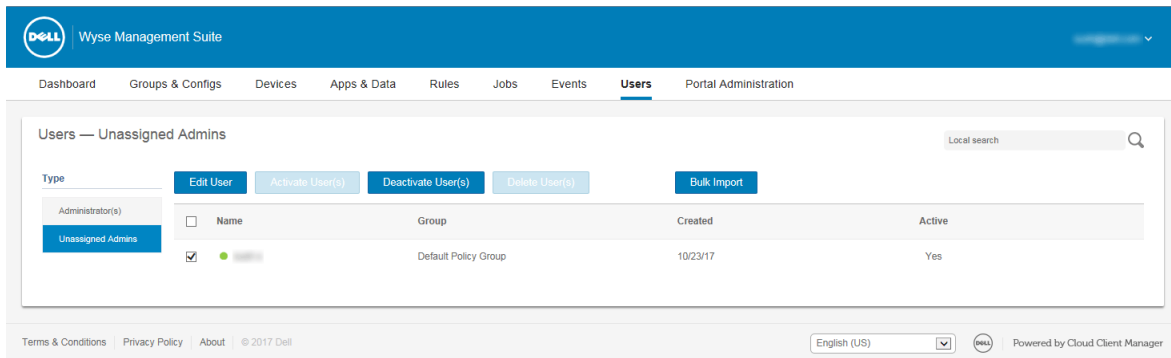 DELL Wyse Management Suite
Dashboard Groups & Configs Devices Apps & Data Rules Jobs Events Users Portal Administration
Users — Unassigned Admins
Local search
Type
Edit User Activate User(s) Deactivate User(s) Delete User(s) Bulk Import
Administrator(s)
Name Group Created Active
Unassigned Admins
Default Policy Group 10/23/17 Yes
Terms & Conditions Privacy Policy About © 2017 Dell English (US) DELL Powered by Cloud Client Manager